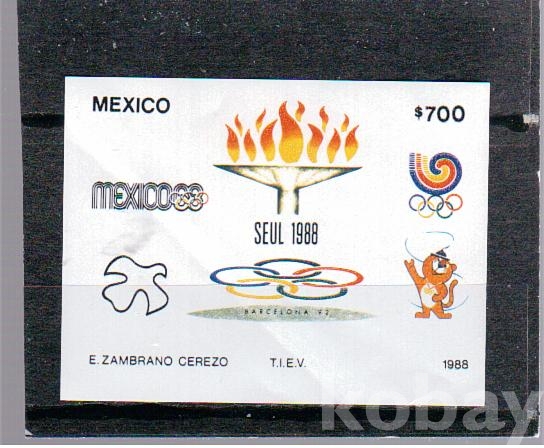 MEXICO
$700
MEXICO68
SEUL 1988
BARCELONA 92
E. ZAMBRANO CEREZO
T.I.E.V.
1988
kobay